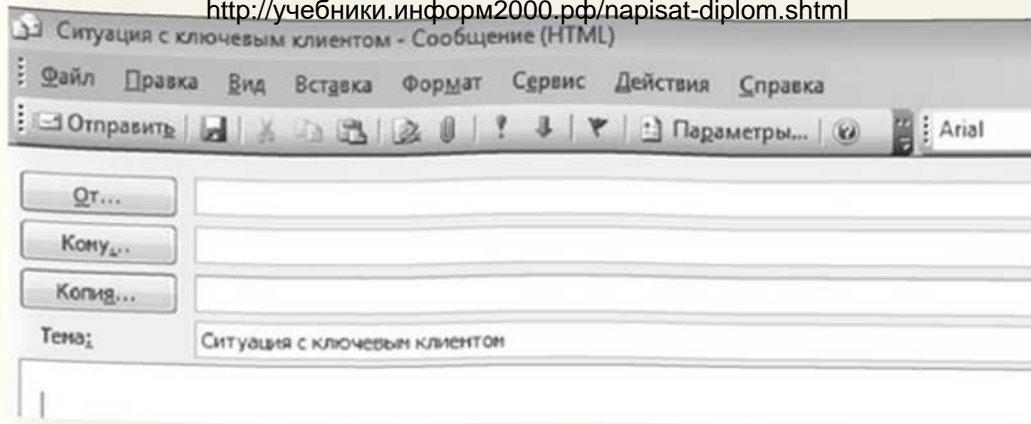 http://учебники.информ2000.рф/napisat-diplom.shtml
Ситуация с ключевым клиентом - Сообщение (HTML)
Файл Правка Вид Вставка Формат Сервис Действия Справка
Отправить Параметры... Arial
От...
Кому...
Копия...
Тема: Ситуация с ключевым клиентом